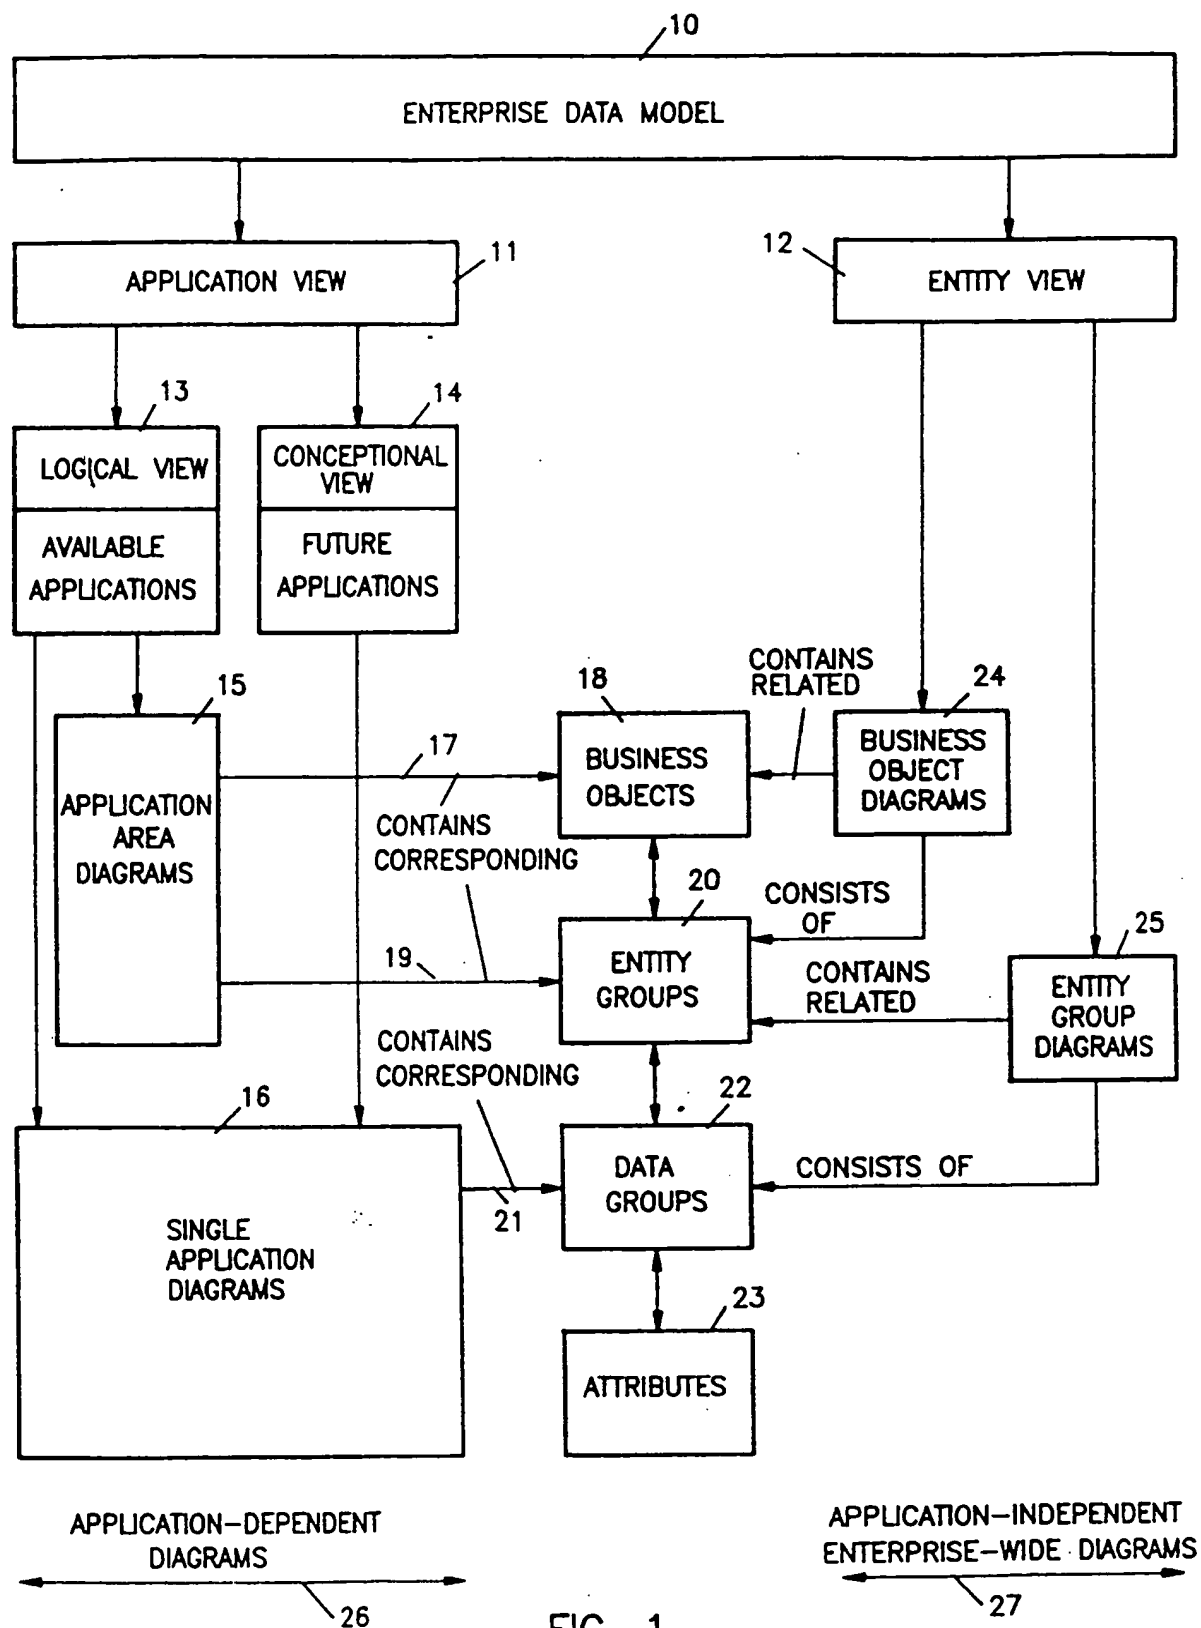 10
ENTERPRISE DATA MODEL
11
APPLICATION VIEW
12
ENTITY VIEW
13
LOGICAL VIEW
AVAILABLE
APPLICATIONS
14
CONCEPTIONAL
VIEW
FUTURE
APPLICATIONS
15
APPLICATION
AREA
DIAGRAMS
17
CONTAINS
CORRESPONDING
19
18
BUSINESS
OBJECTS
CONTAINS
RELATED
24
BUSINESS
OBJECT
DIAGRAMS
20
ENTITY
GROUPS
CONSISTS
OF
CONTAINS
RELATED
25
ENTITY
GROUP
DIAGRAMS
CONTAINS
CORRESPONDING
16
SINGLE
APPLICATION
DIAGRAMS
21
22
DATA
GROUPS
CONSISTS OF
23
ATTRIBUTES
APPLICATION-DEPENDENT
DIAGRAMS
26
APPLICATION-INDEPENDENT
ENTERPRISE-WIDE DIAGRAMS
27
FIG. 1